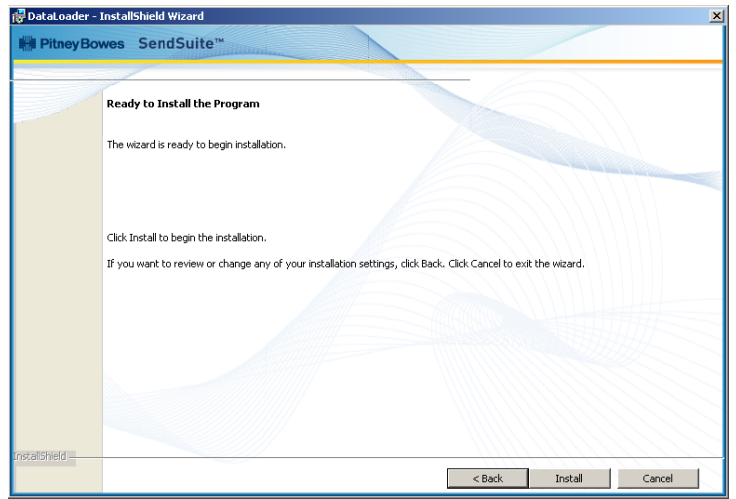 DataLoader - InstallShield Wizard
PitneyBowes SendSuite™
Ready to Install the Program
The wizard is ready to begin installation.
Click Install to begin the installation.
If you want to review or change any of your installation settings, click Back. Click Cancel to exit the wizard.
InstallShield
< Back Install Cancel